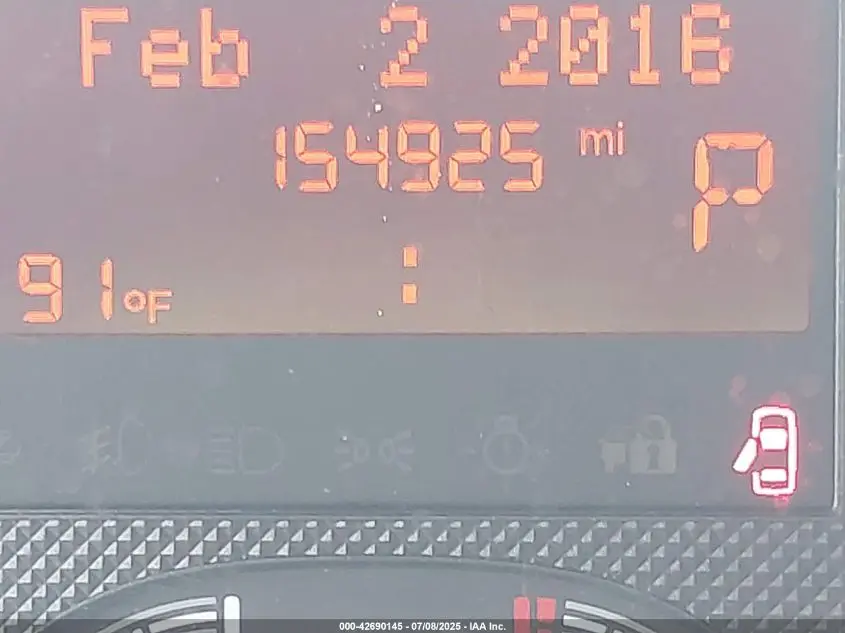 Feb 2 2016
154925 mi
P
91 °F
:
000-42690145 - 07/08/2025 - IAA Inc.